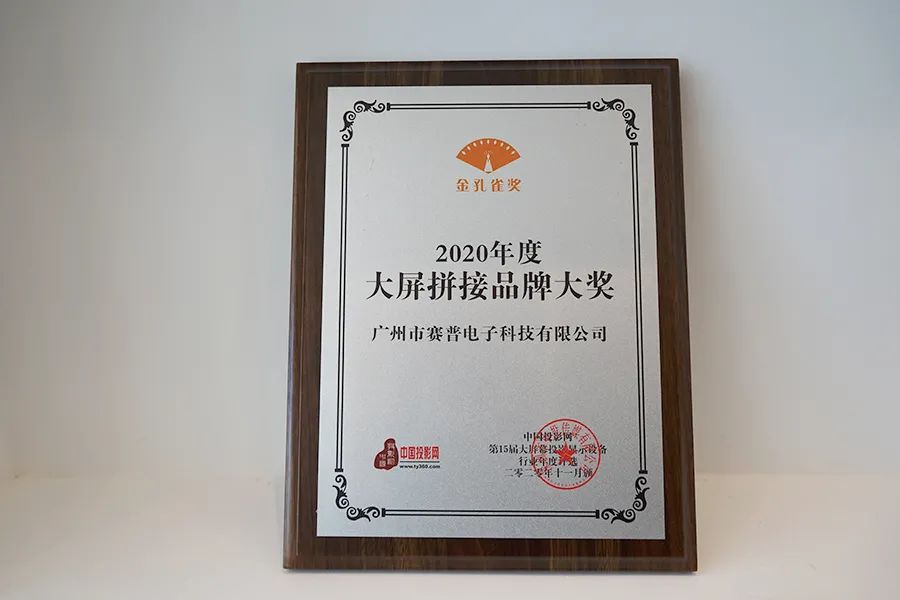 金孔雀奖
2020年度
大屏拼接品牌大奖
广州市赛普电子科技有限公司
中国投影网
www.ty360.com
中国投影网
第15届大屏幕投影显示设备
行业年度评选
二零二零年十一月颁